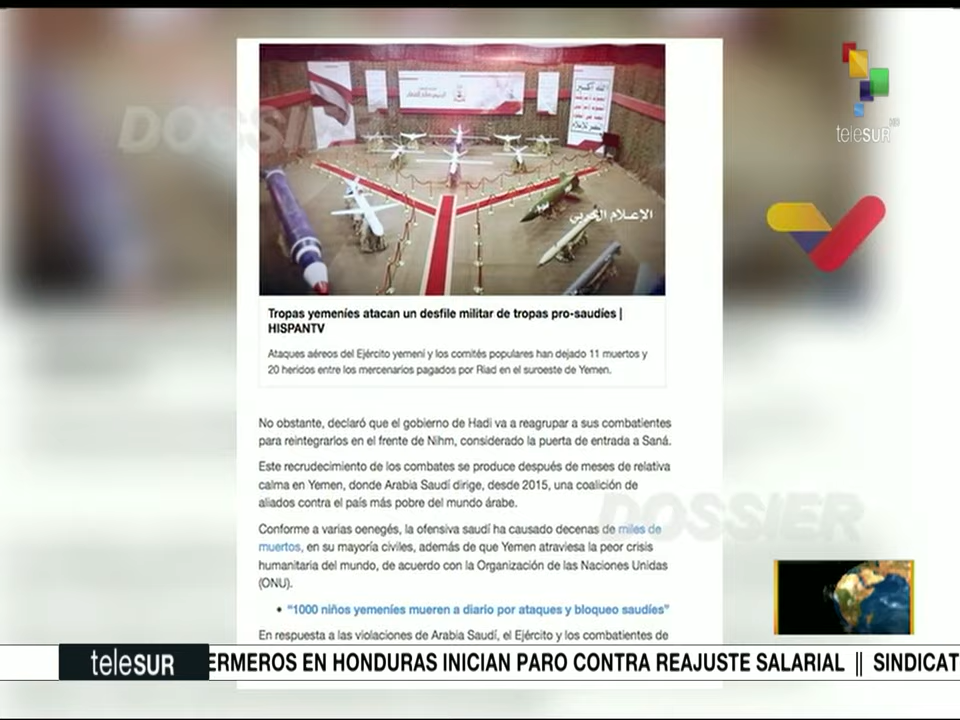 DOSSIER
teleSUR
HD
الله أكبر
الإعلام الحربي
Tropas yemeníes atacan un desfile militar de tropas pro-saudíes |
HISPANTV
Ataques aéreos del Ejército yemení y los comités populares han dejado 11 muertos y
20 heridos entre los mercenarios pagados por Riad en el suroeste de Yemen.
No obstante, declaró que el gobierno de Hadi va a reagrupar a sus combatientes
para reintegrarlos en el frente de Nihm, considerado la puerta de entrada a Saná.
Este recrudecimiento de los combates se produce después de meses de relativa
calma en Yemen, donde Arabia Saudí dirige, desde 2015, una coalición de
aliados contra el país más pobre del mundo árabe.
DOSSIER
Conforme a varias oenegés, la ofensiva saudí ha causado decenas de miles de
muertos, en su mayoría civiles, además de que Yemen atraviesa la peor crisis
humanitaria del mundo, de acuerdo con la Organización de las Naciones Unidas
(ONU).
• “1000 niños yemeníes mueren a diario por ataques y bloqueo saudíes”
En respuesta a las violaciones de Arabia Saudí, el Ejército y los combatientes de
teleSUR ERMEROS EN HONDURAS INICIAN PARO CONTRA REAJUSTE SALARIAL || SINDICAT